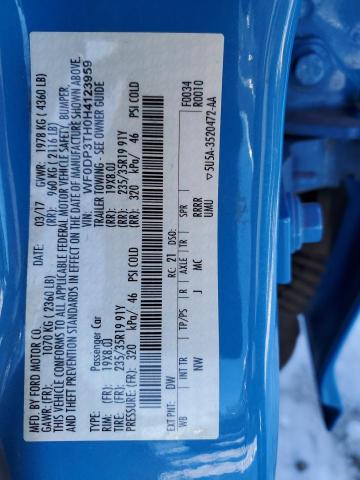 MFD. BY FORD MOTOR CO. 03/17 GVWR: 1978 KG ( 4360 LB)
GAWR: (FR): 1070 KG ( 2360 LB) (RR): 960 KG ( 2116 LB)
THIS VEHICLE CONFORMS TO ALL APPLICABLE FEDERAL MOTOR VEHICLE SAFETY, BUMPER,
AND THEFT PREVENTION STANDARDS IN EFFECT ON THE DATE OF MANUFACTURE SHOWN ABOVE.
VIN: WF0DP3TH0H4123959
Passenger Car TRAILER TOWING - SEE OWNER GUIDE
RIM: (FR): 19X8.0J (RR): 19X8.0J
TIRE: (FR): 235/35R19 91Y (RR): 235/35R19 91Y
PRESSURE: (FR): 320 kPa/ 46 PSI COLD (RR): 320 kPa/ 46 PSI COLD
F0034
EXT PNT: RC: 21 DSO: R0010
WB INT TR TP/PS R SPR
DW NW J MC RRRR UMU
5U5A-3520472-AA